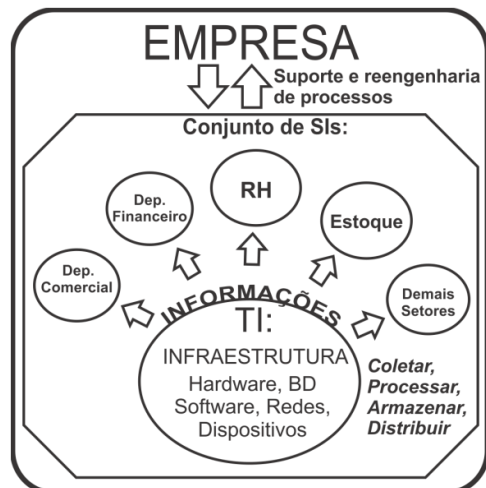 EMPRESA
Suporte e reengenharia
de processos
Conjunto de SIs:
RH
Dep.
Financeiro
Estoque
Dep.
Comercial
Demais
Setores
INFORMAÇÕES
TI:
INFRAESTRUTURA
Hardware, BD
Software, Redes,
Dispositivos
Coletar,
Processar,
Armazenar,
Distribuir